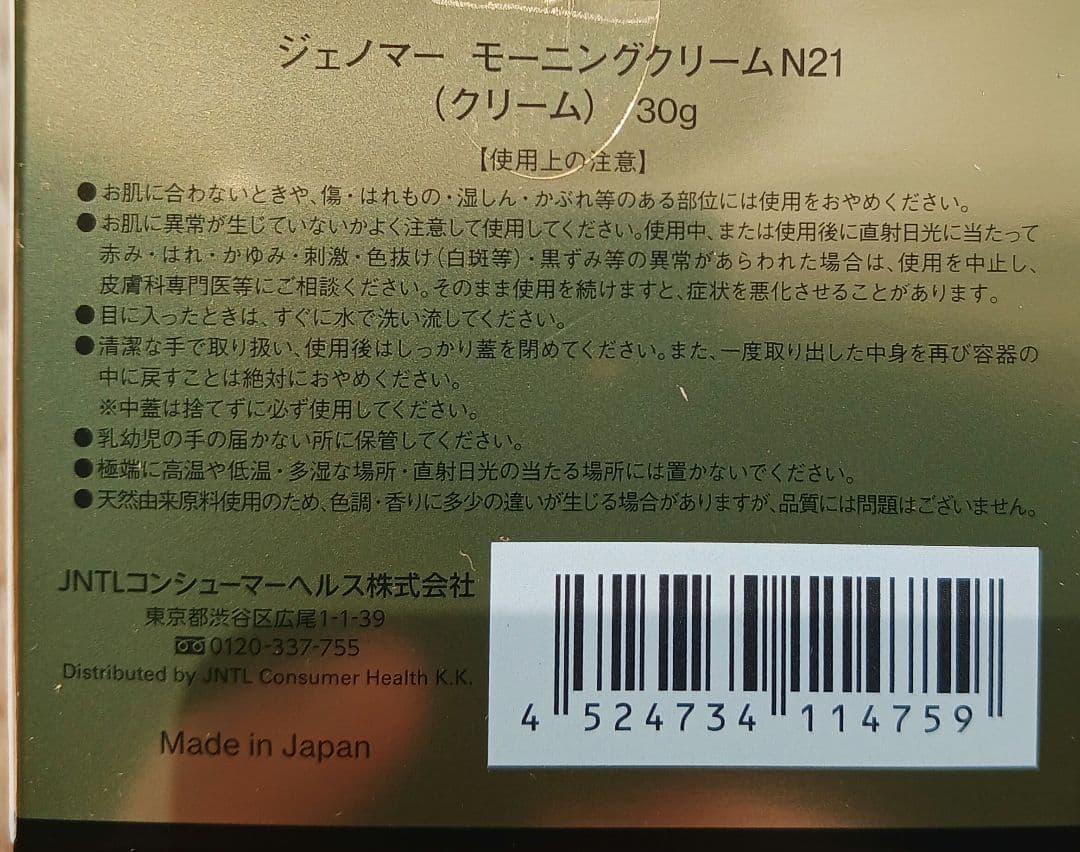 ジェノマー モーニングクリームN21
（クリーム） 30g
【使用上の注意】
●お肌に合わないときや、傷・はれもの・湿しん・かぶれ等のある部位には使用をおやめください。
●お肌に異常が生じていないかよく注意して使用してください。使用中、または使用後に直射日光に当たって
赤み・はれ・かゆみ・刺激・色抜け（白斑等）・黒ずみ等の異常があらわれた場合は、使用を中止し、
皮膚科専門医等にご相談ください。そのまま使用を続けますと、症状を悪化させることがあります。
●目に入ったときは、すぐに水で洗い流してください。
●清潔な手で取り扱い、使用後はしっかり蓋を閉めてください。また、一度取り出した中身を再び容器の
中に戻すことは絶対におやめください。
※中蓋は捨てずに必ず使用してください。
●乳幼児の手の届かない所に保管してください。
●極端に高温や低温・多湿な場所・直射日光の当たる場所には置かないでください。
●天然由来原料使用のため、色調・香りに多少の違いが生じる場合がありますが、品質には問題はございません。
JNTLコンシューマーヘルス株式会社
東京都渋谷区広尾1-1-39
0120-337-755
Distributed by JNTL Consumer Health K.K.
Made in Japan
4 524734 114759